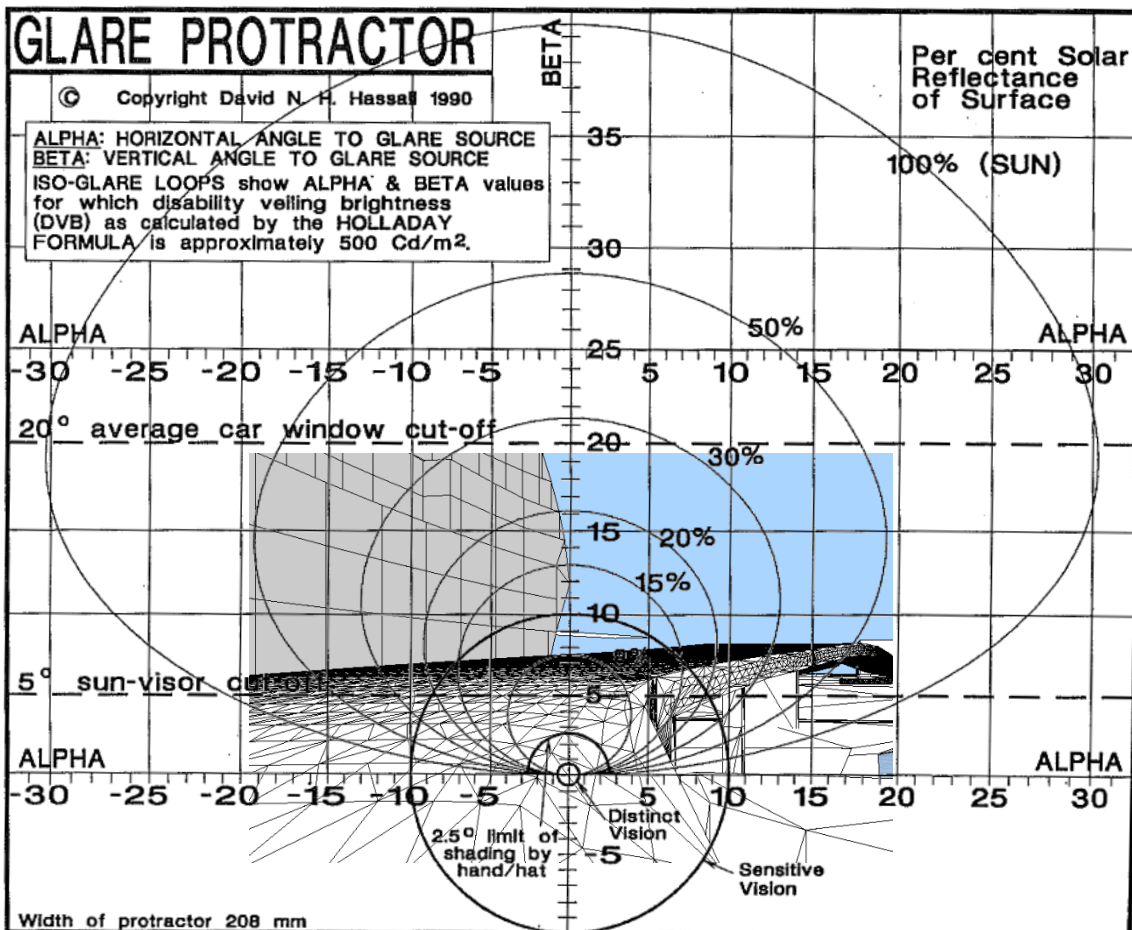 GLARE PROTRACTOR
© Copyright David N. H. Hassall 1990
ALPHA: HORIZONTAL ANGLE TO GLARE SOURCE
BETA: VERTICAL ANGLE TO GLARE SOURCE
ISO-GLARE LOOPS show ALPHA & BETA values
for which disability veiling brightness
(DVB) as calculated by the HOLLADAY
FORMULA is approximately 500 Cd/m².
BETA
Per cent Solar
Reflectance
of Surface
35
100% (SUN)
30
50%
ALPHA
25
ALPHA
-30 -25 -20 -15 -10 -5 5 10 15 20 25 30
20° average car window cut-off
20
30%
15
20%
15%
10
5° sun-visor cut-off
5
ALPHA
ALPHA
-30 -25 -20 -15 -10 -5 5 10 15 20 25 30
2.5° limit of
shading by
hand/hat
Distinct
Vision
-5
Sensitive
Vision
Width of protractor 208 mm